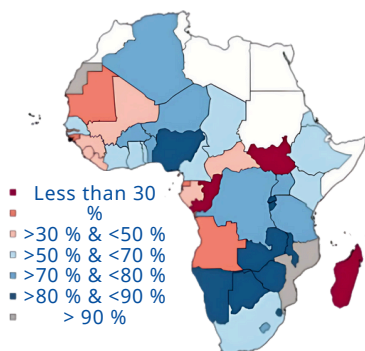 Less than 30
%
>30 % & <50 %
>50 % & <70 %
>70 % & <80 %
>80 % & <90 %
> 90 %